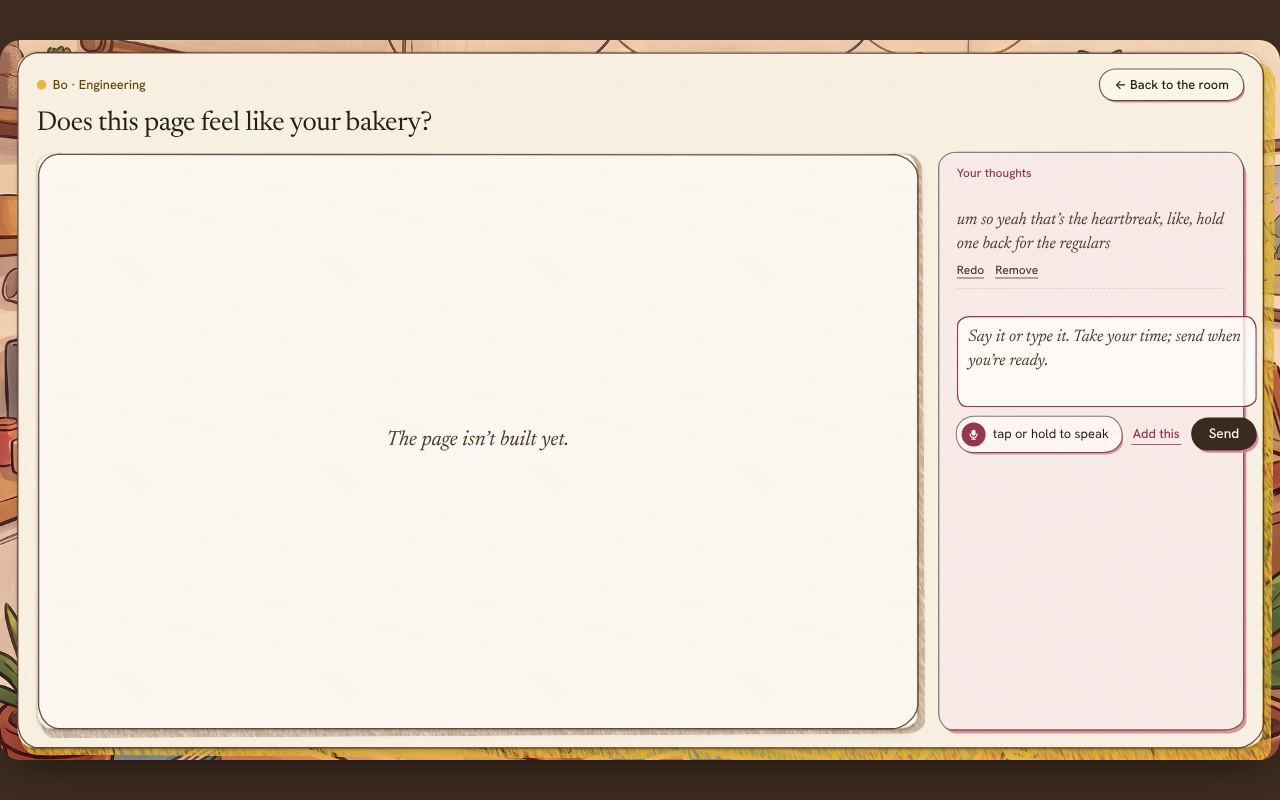 Bo · Engineering
← Back to the room
Does this page feel like your bakery?
The page isn’t built yet.
Your thoughts
um so yeah that’s the heartbreak, like, hold
one back for the regulars
Redo Remove
Say it or type it. Take your time; send when
you’re ready.
tap or hold to speak Add this Send